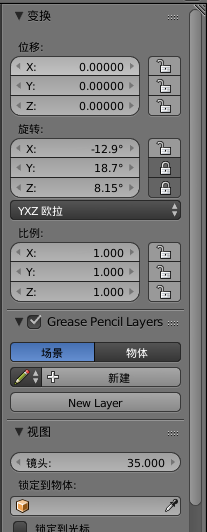 变换
位移:
X: 0.00000
Y: 0.00000
Z: 0.00000
旋转:
X: -12.9°
Y: 18.7°
Z: 8.15°
YXZ 欧拉
比例:
X: 1.000
Y: 1.000
Z: 1.000
Grease Pencil Layers
场景 物体
新建
New Layer
视图
镜头: 35.000
锁定到物体:
锁定到光标